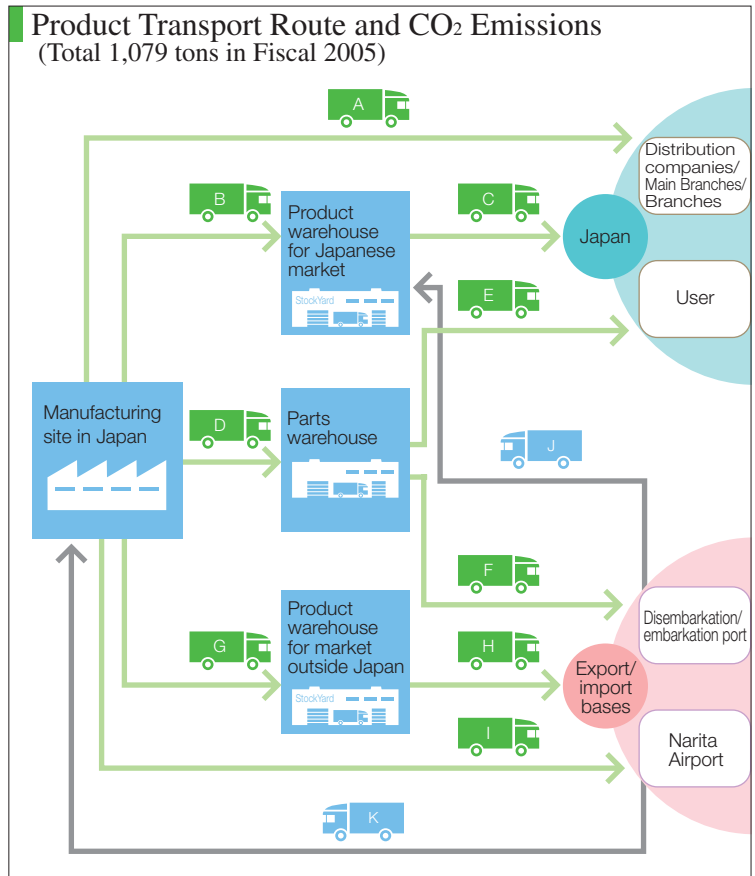 Product Transport Route and CO₂ Emissions
(Total 1,079 tons in Fiscal 2005)
A
Distribution
companies/
Main Branches/
Branches
B
Product
warehouse
for Japanese
market
StockYard
C
Japan
E
User
Manufacturing
site in Japan
D
Parts
warehouse
J
F
Disembarkation/
embarkation port
G
Product
warehouse
for market
outside Japan
StockYard
H
Export/
import
bases
I
Narita
Airport
K